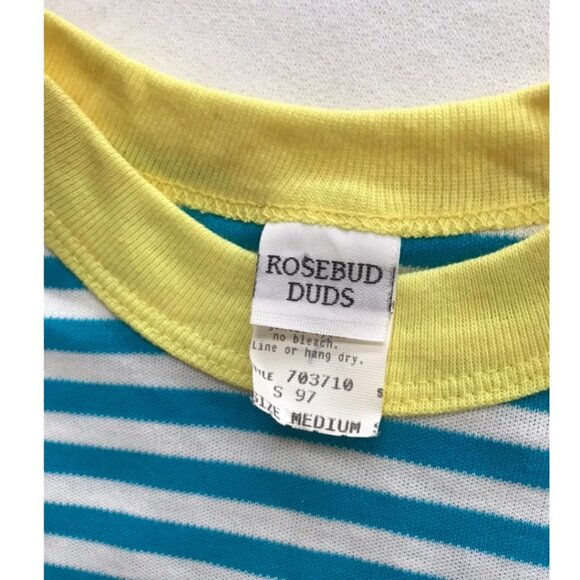 ROSEBUD
DUDS
no bleach.
Line or hang dry.
703710 S
S 97
SIZE MEDIUM S